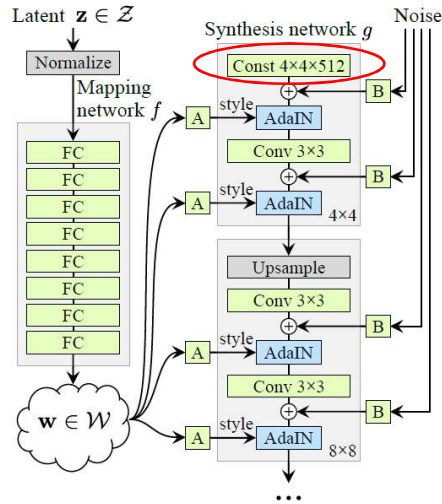 Latent z ∈ Z
Normalize
Mapping
network f
FC
FC
FC
FC
FC
FC
FC
FC
w ∈ W
Synthesis network g
Noise
Const 4×4×512
B
A
style
AdaIN
Conv 3×3
B
A
style
AdaIN
4×4
Upsample
Conv 3×3
B
A
style
AdaIN
Conv 3×3
B
A
style
AdaIN
8×8
...